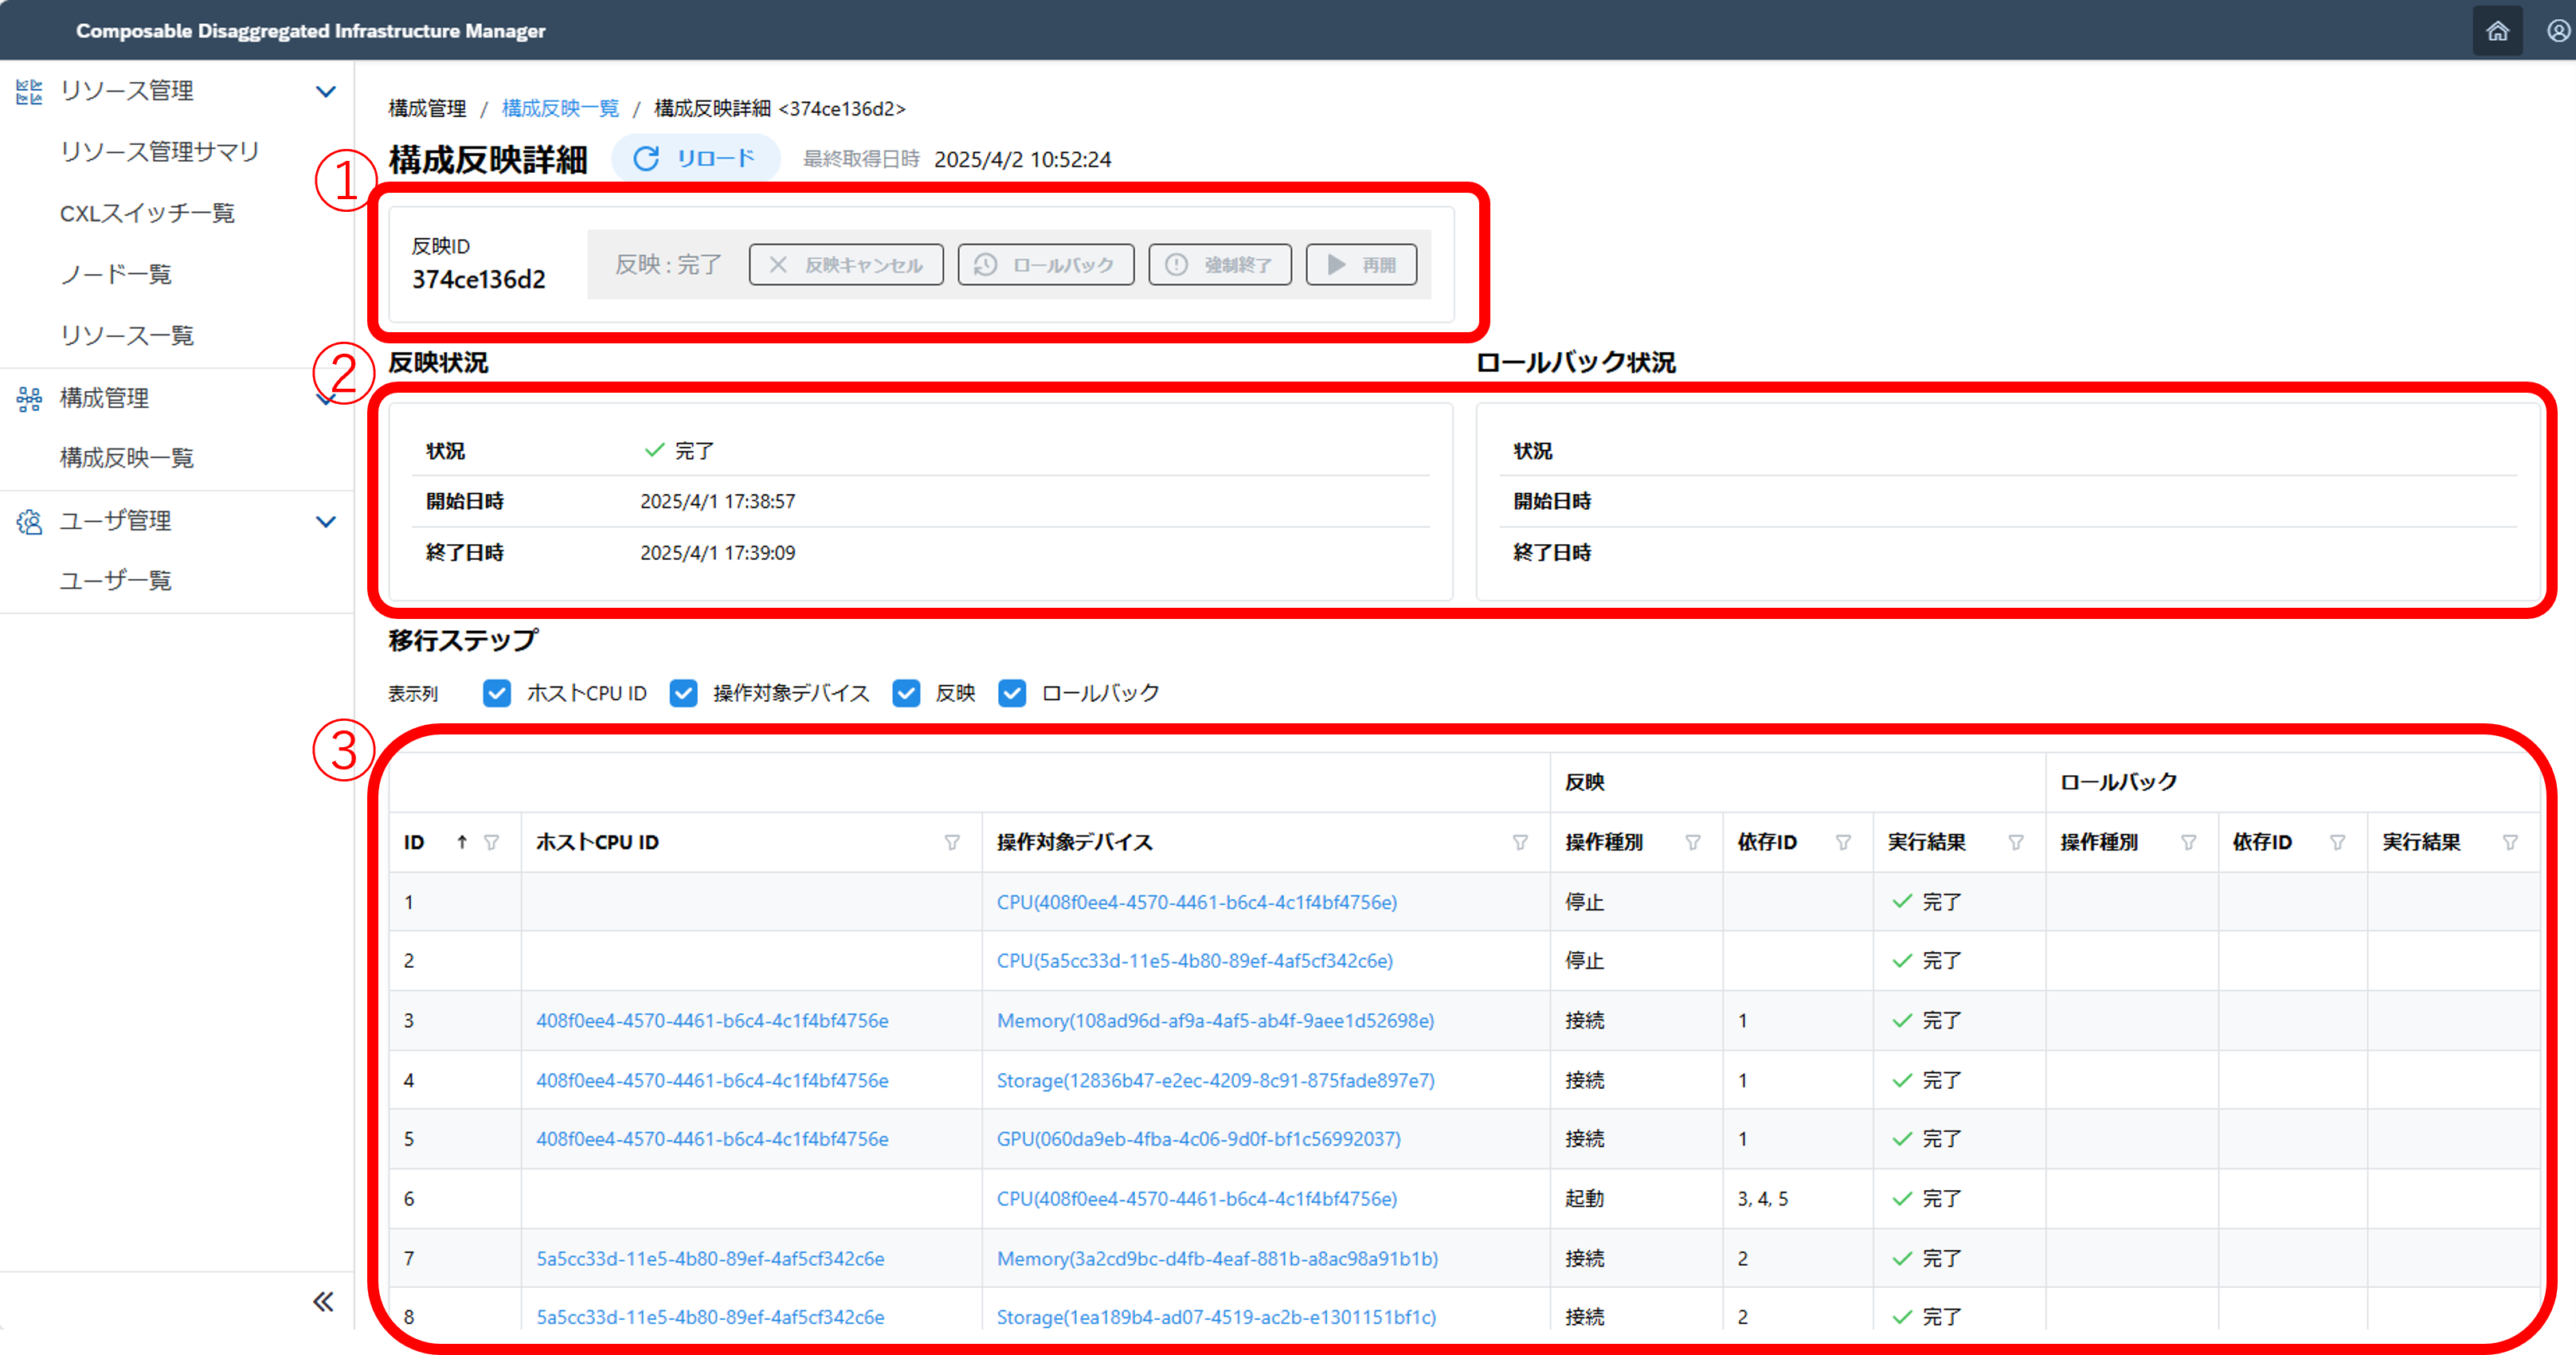 Composable Disaggregated Infrastructure Manager
リソース管理
リソース管理サマリ
CXLスイッチ一覧
ノード一覧
リソース一覧
構成管理
構成反映一覧
ユーザ管理
ユーザ一覧
構成管理 / 構成反映一覧 / 構成反映詳細 <374ce136d2>
構成反映詳細 リロード 最終取得日時 2025/4/2 10:52:24
①
反映ID
374ce136d2
反映 : 完了 反映キャンセル ロールバック 強制終了 再開
②
反映状況
状況 完了
開始日時 2025/4/1 17:38:57
終了日時 2025/4/1 17:39:09
ロールバック状況
状況
開始日時
終了日時
移行ステップ
表示列 ホストCPU ID 操作対象デバイス 反映 ロールバック
③
反映 ロールバック
ID ホストCPU ID 操作対象デバイス 操作種別 依存ID 実行結果 操作種別 依存ID 実行結果
1 CPU(408f0ee4-4570-4461-b6c4-4c1f4bf4756e) 停止 完了
2 CPU(5a5cc33d-11e5-4b80-89ef-4af5cf342c6e) 停止 完了
3 408f0ee4-4570-4461-b6c4-4c1f4bf4756e Memory(108ad96d-af9a-4af5-ab4f-9aee1d52698e) 接続 1 完了
4 408f0ee4-4570-4461-b6c4-4c1f4bf4756e Storage(12836b47-e2ec-4209-8c91-875fade897e7) 接続 1 完了
5 408f0ee4-4570-4461-b6c4-4c1f4bf4756e GPU(060da9eb-4fba-4c06-9d0f-bf1c56992037) 接続 1 完了
6 CPU(408f0ee4-4570-4461-b6c4-4c1f4bf4756e) 起動 3, 4, 5 完了
7 5a5cc33d-11e5-4b80-89ef-4af5cf342c6e Memory(3a2cd9bc-d4fb-4eaf-881b-a8ac98a91b1b) 接続 2 完了
8 5a5cc33d-11e5-4b80-89ef-4af5cf342c6e Storage(1ea189b4-ad07-4519-ac2b-e1301151bf1c) 接続 2 完了